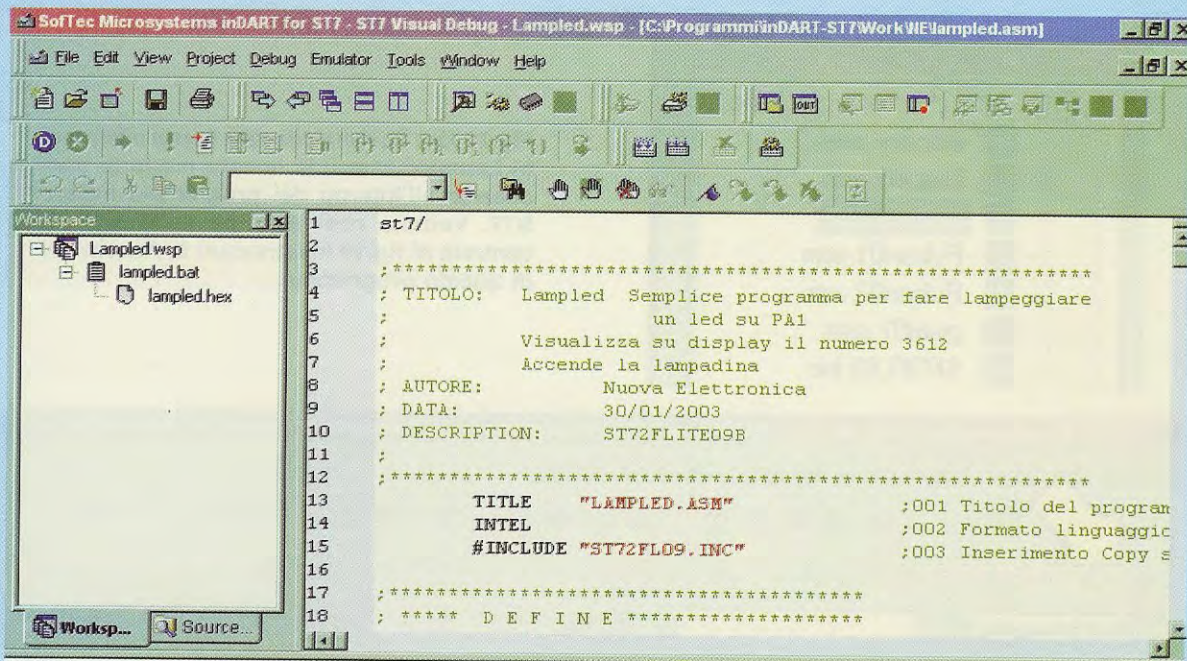 SofTec Microsystems inDART for ST7 - ST7 Visual Debug - Lampled.wsp - [C:\Programmi\inDART-ST7\Work\NE\lampled.asm]
File Edit View Project Debug Emulator Tools Window Help
Workspace
Lampled.wsp
lampled.bat
lampled.hex
Worksp... Source...
1 st7/
2
3 ;***********************************************************
4 ; TITOLO: Lampled Semplice programma per fare lampeggiare
5 ; un led su PA1
6 ; Visualizza su display il numero 3612
7 ; Accende la lampadina
8 ; AUTORE: Nuova Elettronica
9 ; DATA: 30/01/2003
10 ; DESCRIPTION: ST72FLITE09B
11 ;
12 ;***********************************************************
13 TITLE "LAMPLED.ASM" ;001 Titolo del program
14 INTEL ;002 Formato linguaggio
15 #INCLUDE "ST72FL09.INC" ;003 Inserimento Copy s
16
17 ;****************************************
18 ; ***** D E F I N E ********************